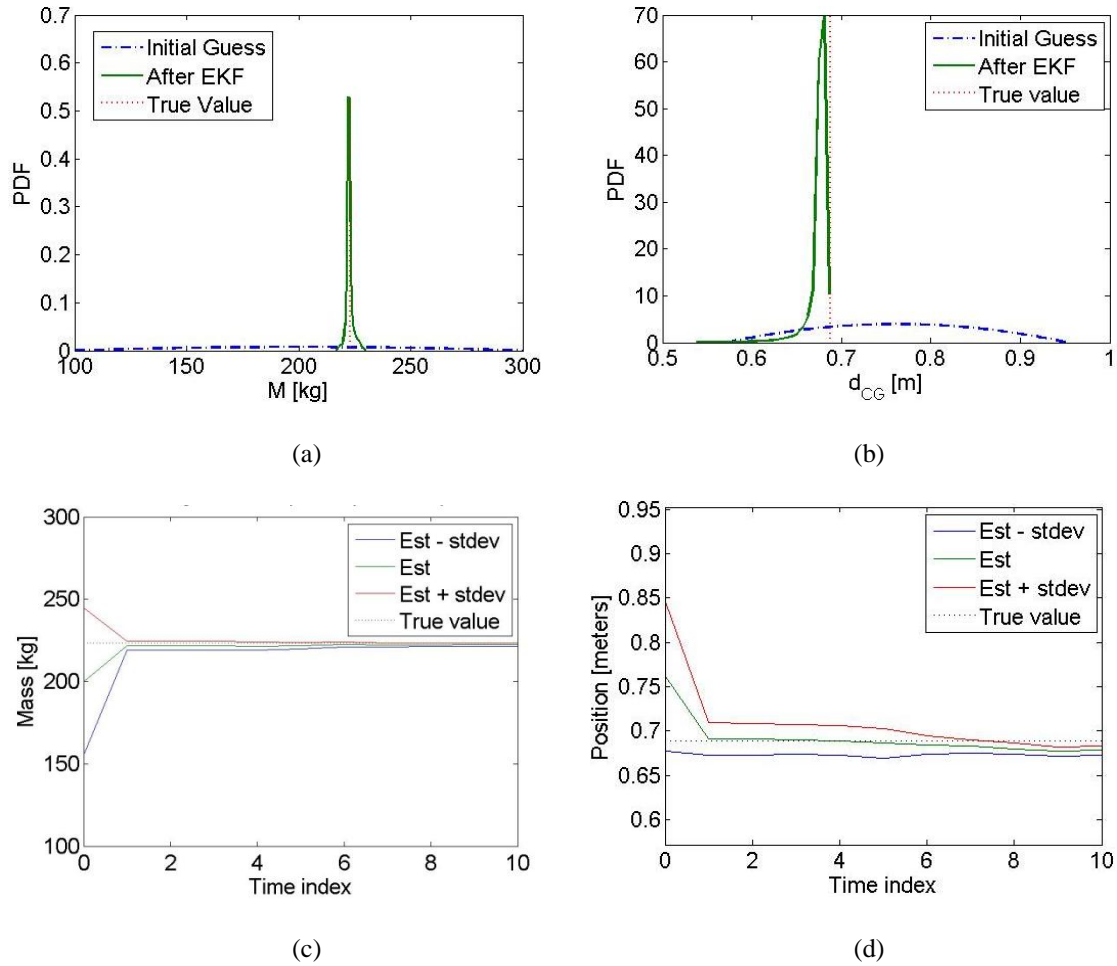 0.7
0.6
0.5
0.4
0.3
0.2
0.1
0
PDF
Initial Guess
After EKF
True Value
100
150
200
250
300
M [kg]
(a)
70
60
50
40
30
20
10
0
PDF
Initial Guess
After EKF
True value
0.5
0.6
0.7
0.8
0.9
1
d_CG [m]
(b)
300
250
200
150
100
Mass [kg]
Est - stdev
Est
Est + stdev
True value
0
2
4
6
8
10
Time index
(c)
0.95
0.9
0.85
0.8
0.75
0.7
0.65
0.6
Position [meters]
Est - stdev
Est
Est + stdev
True value
0
2
4
6
8
10
Time index
(d)